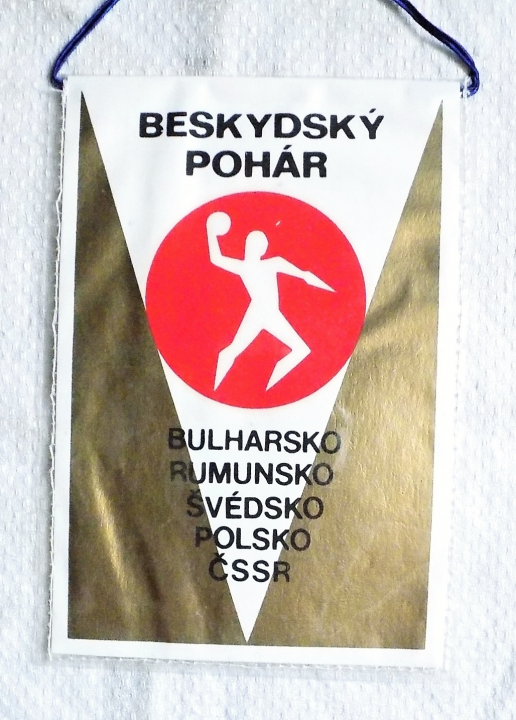 BESKYDSKÝ
POHÁR
BULHARSKO
RUMUNSKO
ŠVÉDSKO
POLSKO
ČSSR